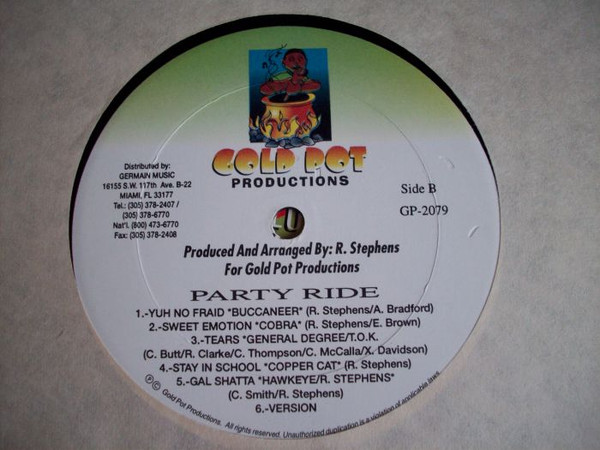 GOLD POT
PRODUCTIONS
Distributed by:
GERMAIN MUSIC
16155 S.W. 117th Ave. B-22
MIAMI, FL 33177
Tel.: (305) 378-2407 /
(305) 378-6770
Nat'l. (800) 473-6770
Fax: (305) 378-2408
Side B
GP-2079
Produced And Arranged By: R. Stephens
For Gold Pot Productions
PARTY RIDE
1.-YUH NO FRAID *BUCCANEER* (R. Stephens/A. Bradford)
2.-SWEET EMOTION *COBRA* (R. Stephens/E. Brown)
3.-TEARS *GENERAL DEGREE/T.O.K.
(C. Butt/R. Clarke/C. Thompson/C. McCalla/X. Davidson)
4.-STAY IN SCHOOL *COPPER CAT* (R. Stephens)
5.-GAL SHATTA *HAWKEYE/R. STEPHENS*
(C. Smith/R. Stephens)
6.-VERSION
℗ © Gold Pot Productions. All rights reserved. Unauthorized duplication is a violation of applicable laws.